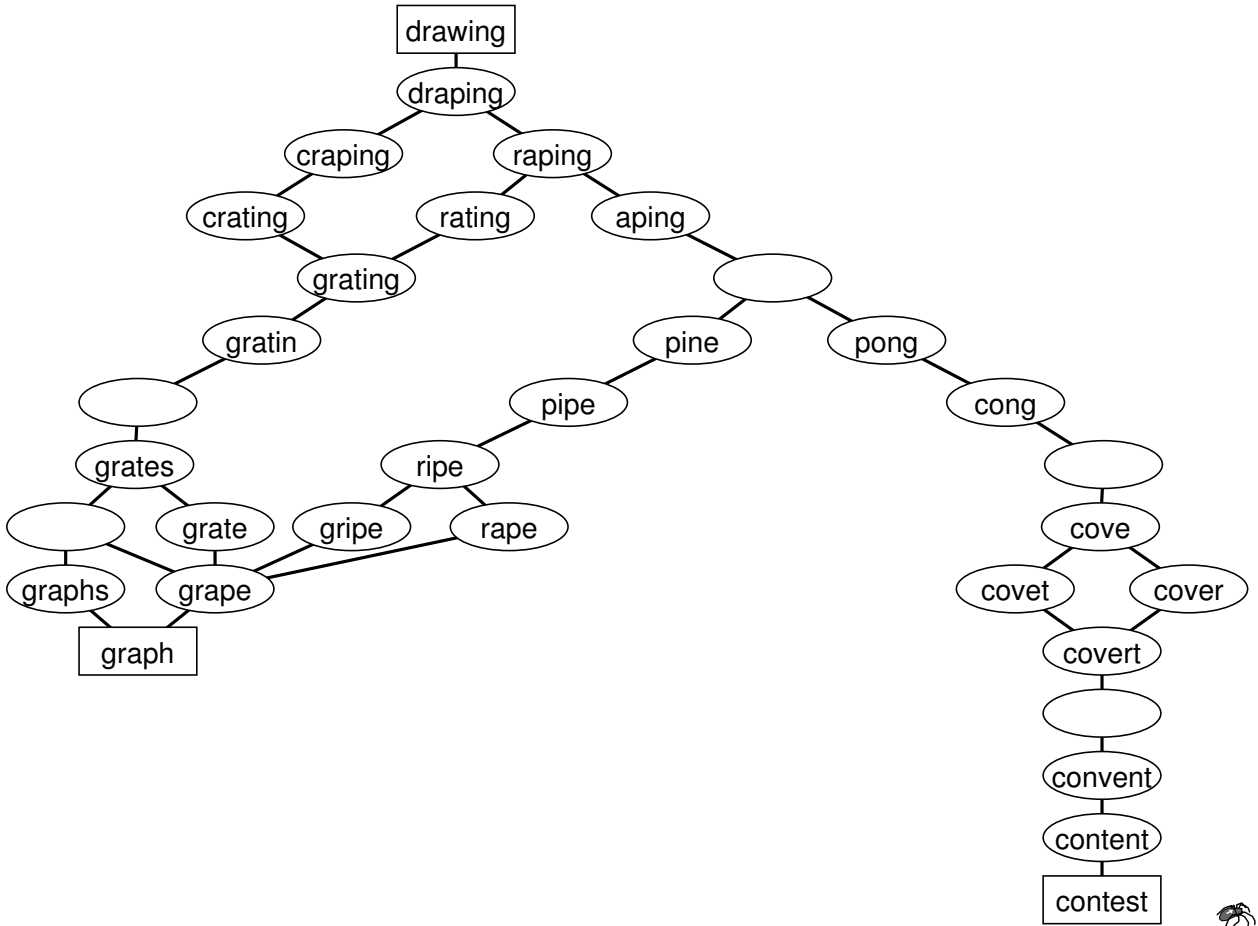 drawing
draping
craping
raping
crating
rating
aping
grating
gratin
pine
pong
pipe
cong
grates
ripe
grate
gripe
rape
cove
graphs
grape
covet
cover
graph
covert
convent
content
contest